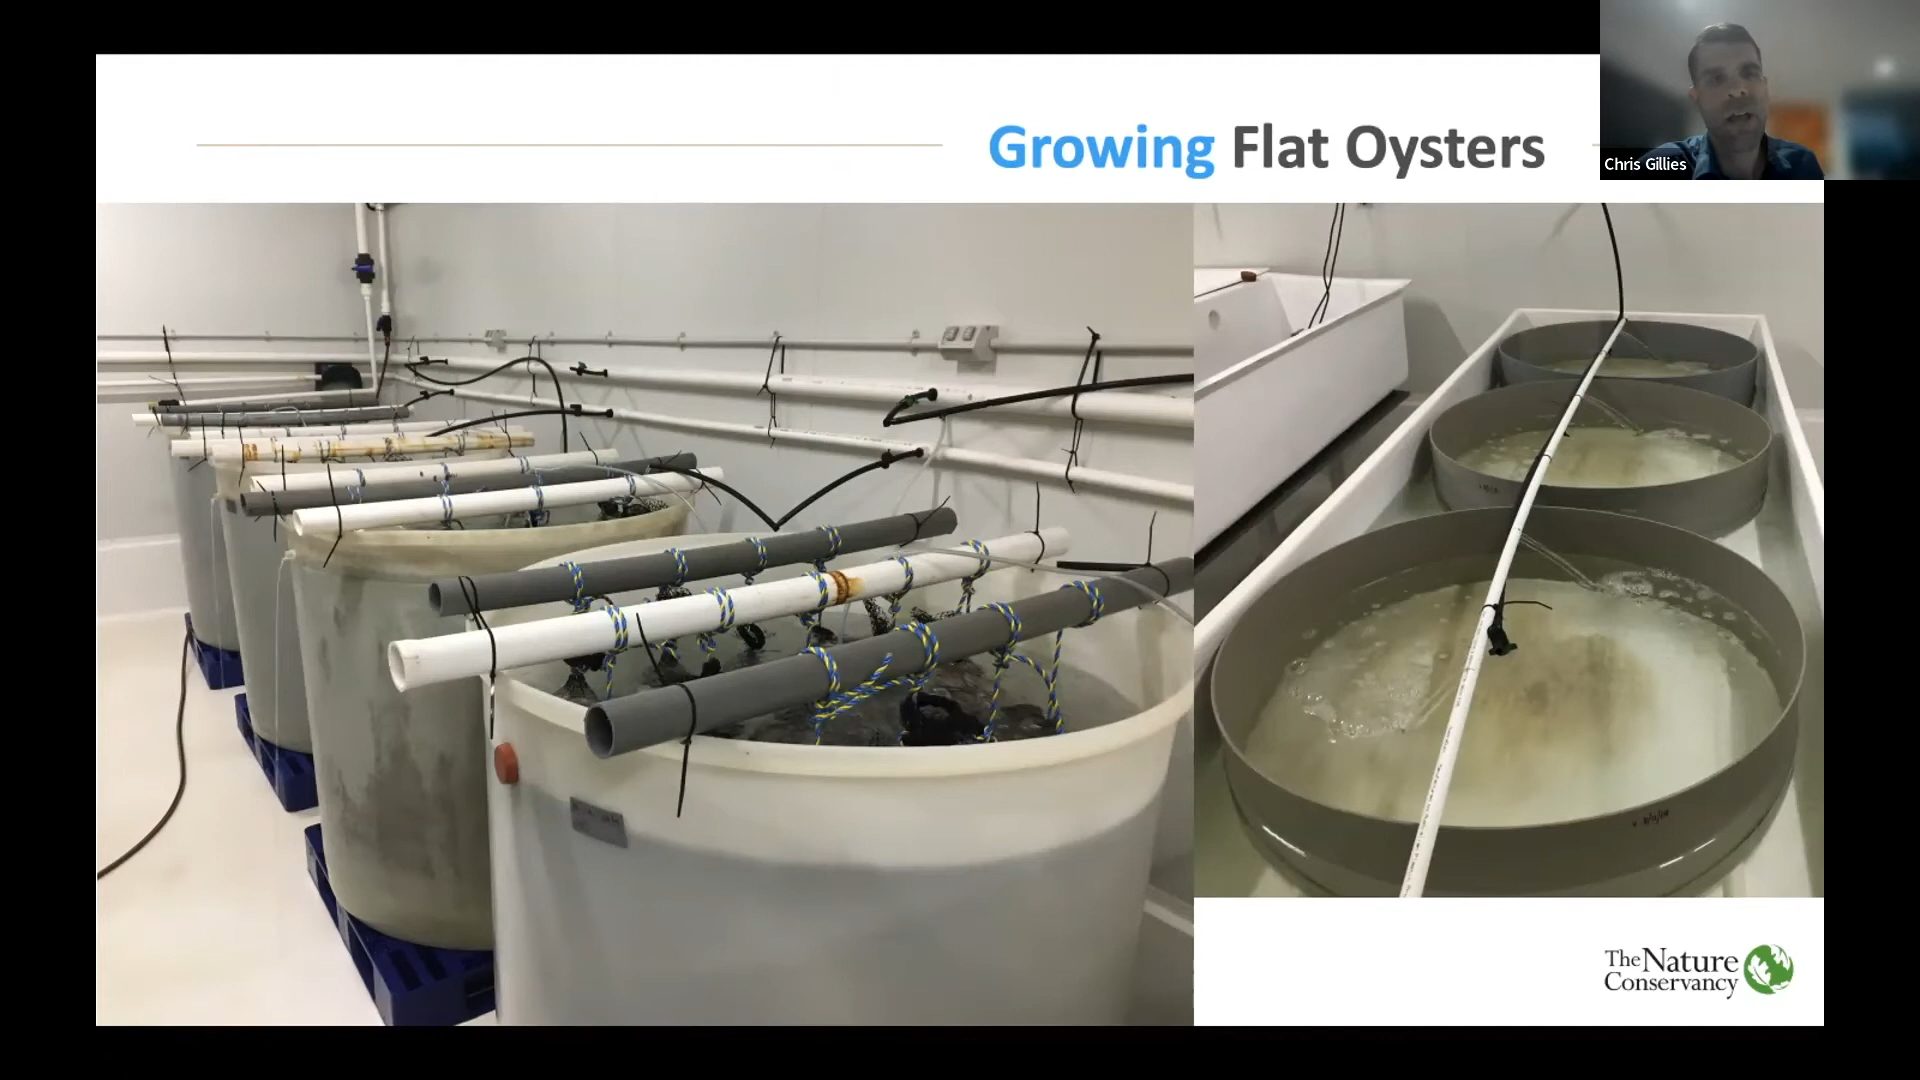 Growing Flat Oysters
Chris Gillies
The Nature
Conservancy